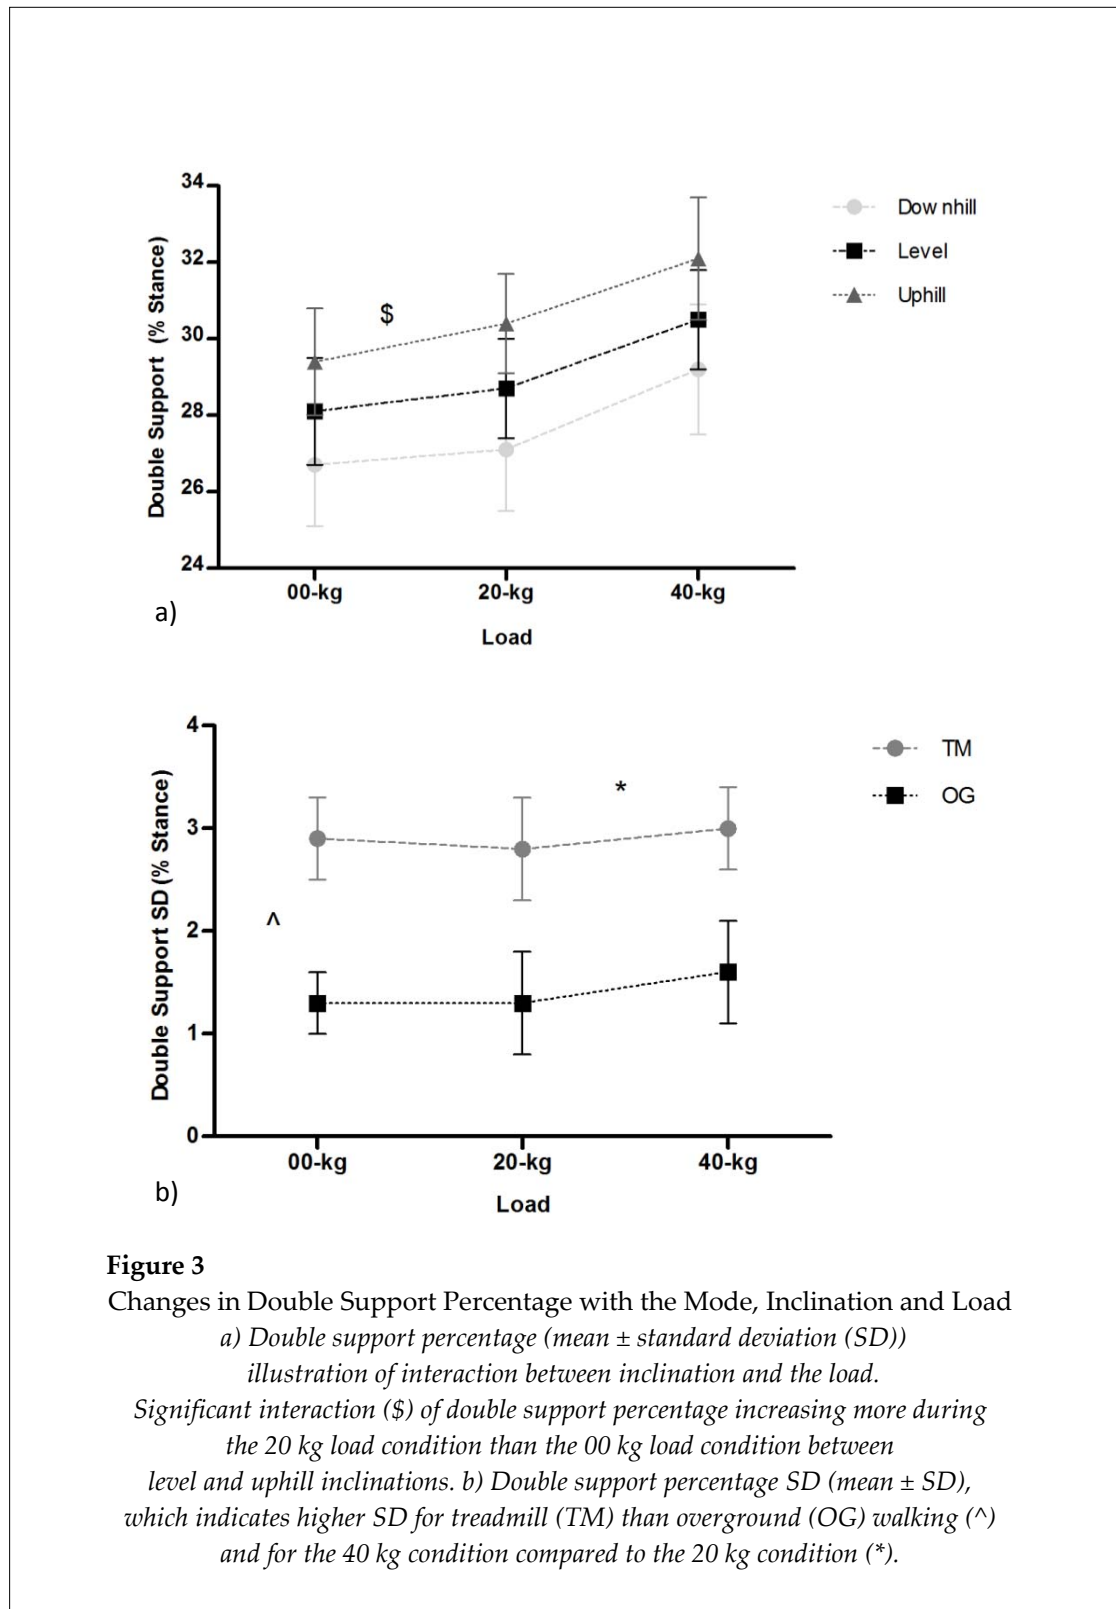 34
32
30
28
26
24
Double Support (% Stance)
$
Dow nhill
Level
Uphill
00-kg
20-kg
40-kg
a)
Load
4
3
2
1
0
Double Support SD (% Stance)
*
^
TM
OG
00-kg
20-kg
40-kg
b)
Load
Figure 3
Changes in Double Support Percentage with the Mode, Inclination and Load
a) Double support percentage (mean ± standard deviation (SD))
illustration of interaction between inclination and the load.
Significant interaction ($) of double support percentage increasing more during
the 20 kg load condition than the 00 kg load condition between
level and uphill inclinations. b) Double support percentage SD (mean ± SD),
which indicates higher SD for treadmill (TM) than overground (OG) walking (^)
and for the 40 kg condition compared to the 20 kg condition (*).